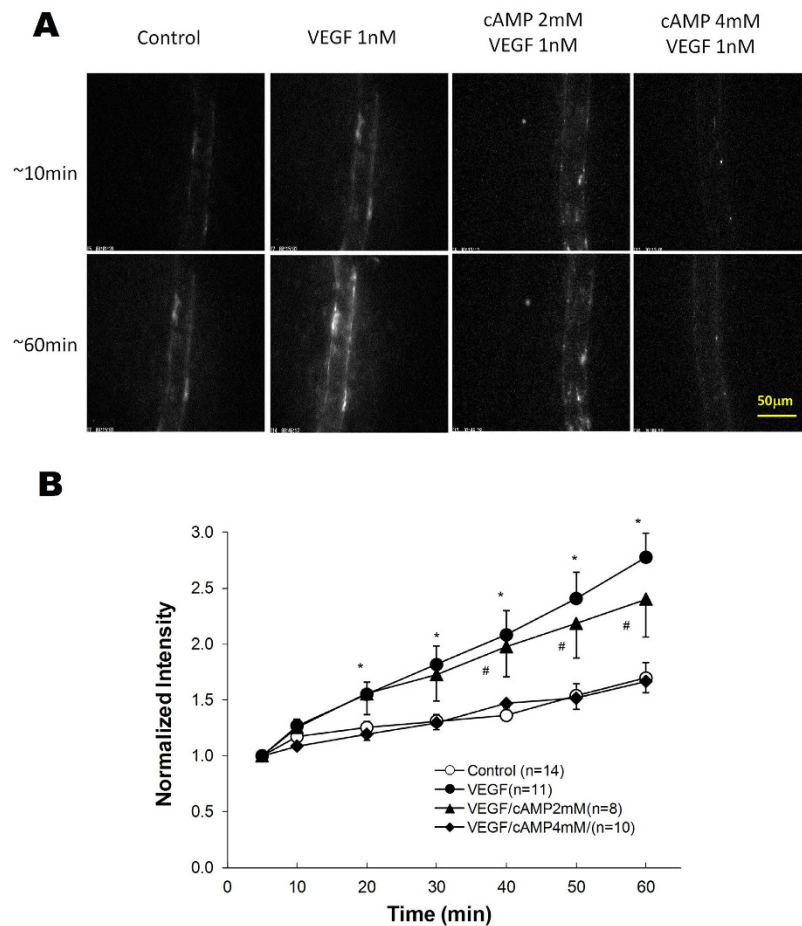 A
Control
VEGF 1nM
cAMP 2mM
VEGF 1nM
cAMP 4mM
VEGF 1nM
~10min
~60min
50μm
B
3.0
2.5
2.0
1.5
1.0
0.5
0.0
Normalized Intensity
* * * * *
# # #
Control (n=14)
VEGF(n=11)
VEGF/cAMP2mM(n=8)
VEGF/cAMP4mM/(n=10)
0 10 20 30 40 50 60
Time (min)